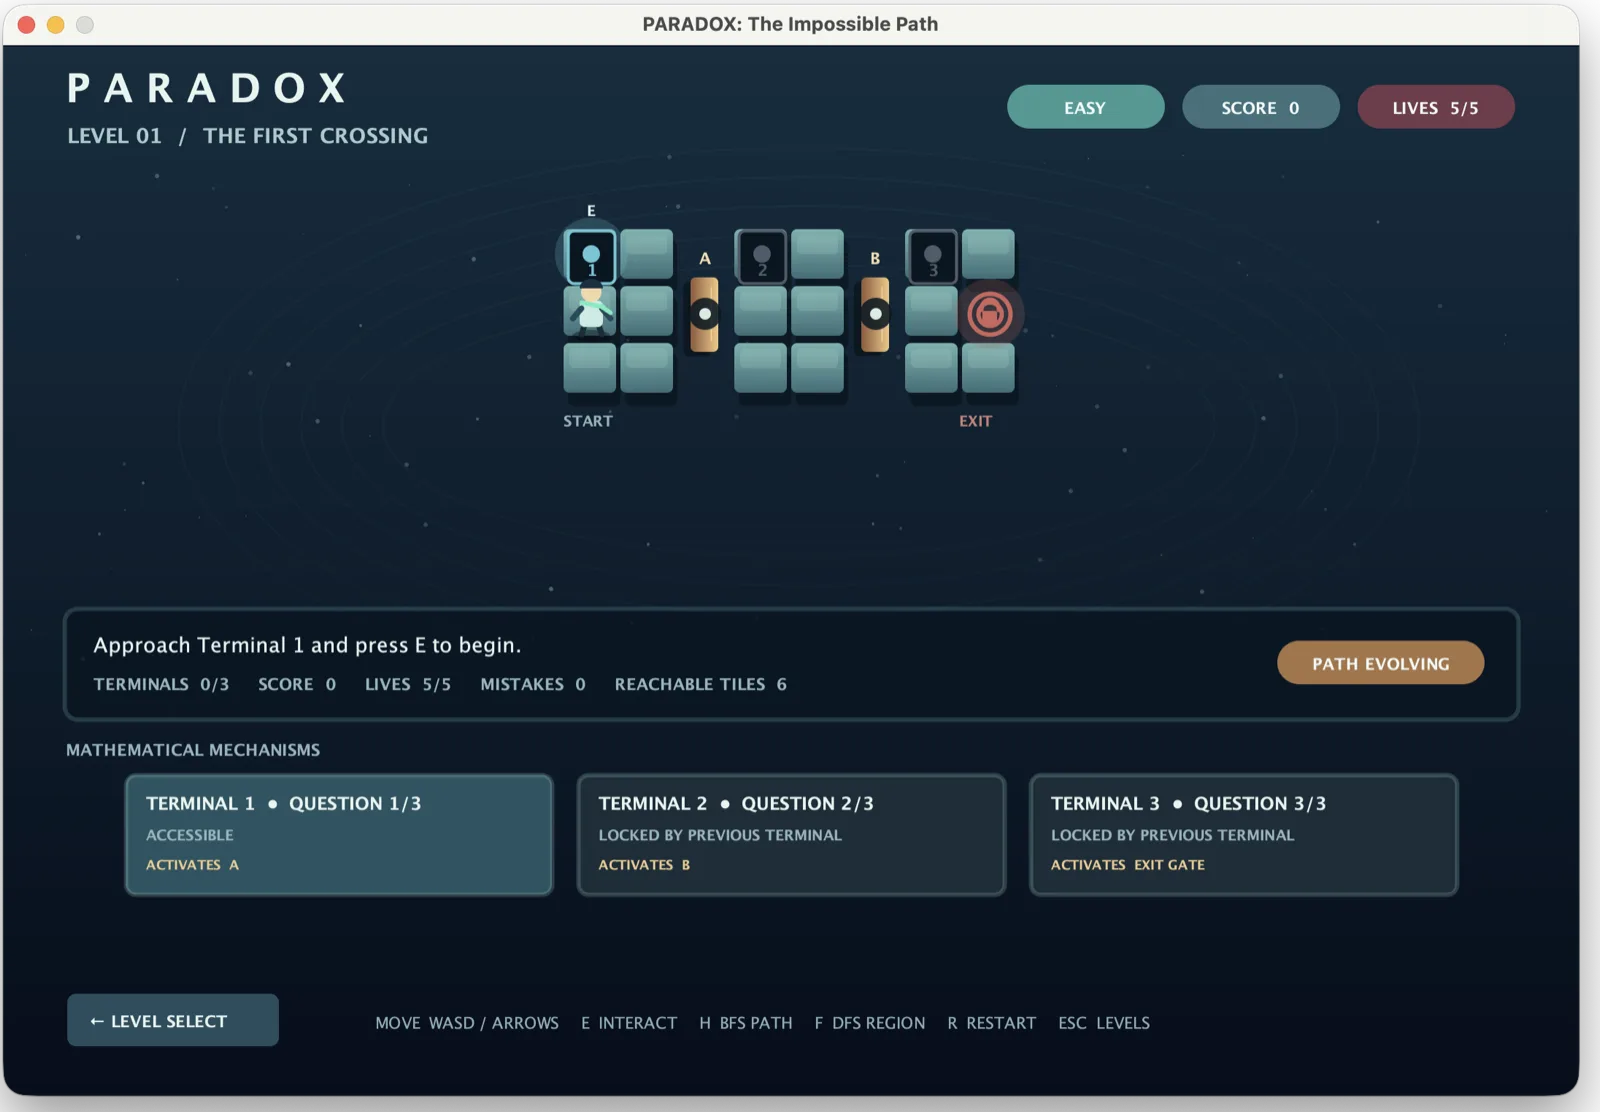 PARADOX: The Impossible Path
PARADOX
LEVEL 01 / THE FIRST CROSSING
EASY
SCORE 0
LIVES 5/5
E
1
A
2
B
3
START
EXIT
Approach Terminal 1 and press E to begin.
TERMINALS 0/3 SCORE 0 LIVES 5/5 MISTAKES 0 REACHABLE TILES 6
PATH EVOLVING
MATHEMATICAL MECHANISMS
TERMINAL 1 ● QUESTION 1/3
ACCESSIBLE
ACTIVATES A
TERMINAL 2 ● QUESTION 2/3
LOCKED BY PREVIOUS TERMINAL
ACTIVATES B
TERMINAL 3 ● QUESTION 3/3
LOCKED BY PREVIOUS TERMINAL
ACTIVATES EXIT GATE
← LEVEL SELECT
MOVE WASD / ARROWS E INTERACT H BFS PATH F DFS REGION R RESTART ESC LEVELS